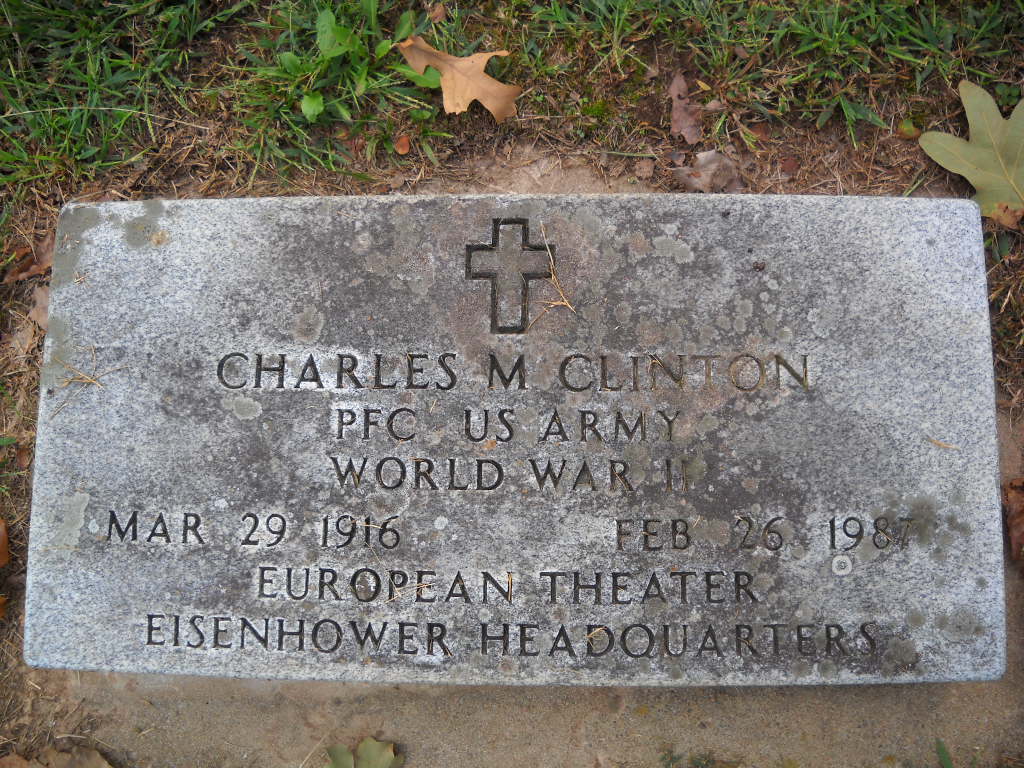 CHARLES M CLINTON
PFC US ARMY
WORLD WAR II
MAR 29 1916 FEB 26 1987
EUROPEAN THEATER
EISENHOWER HEADQUARTERS